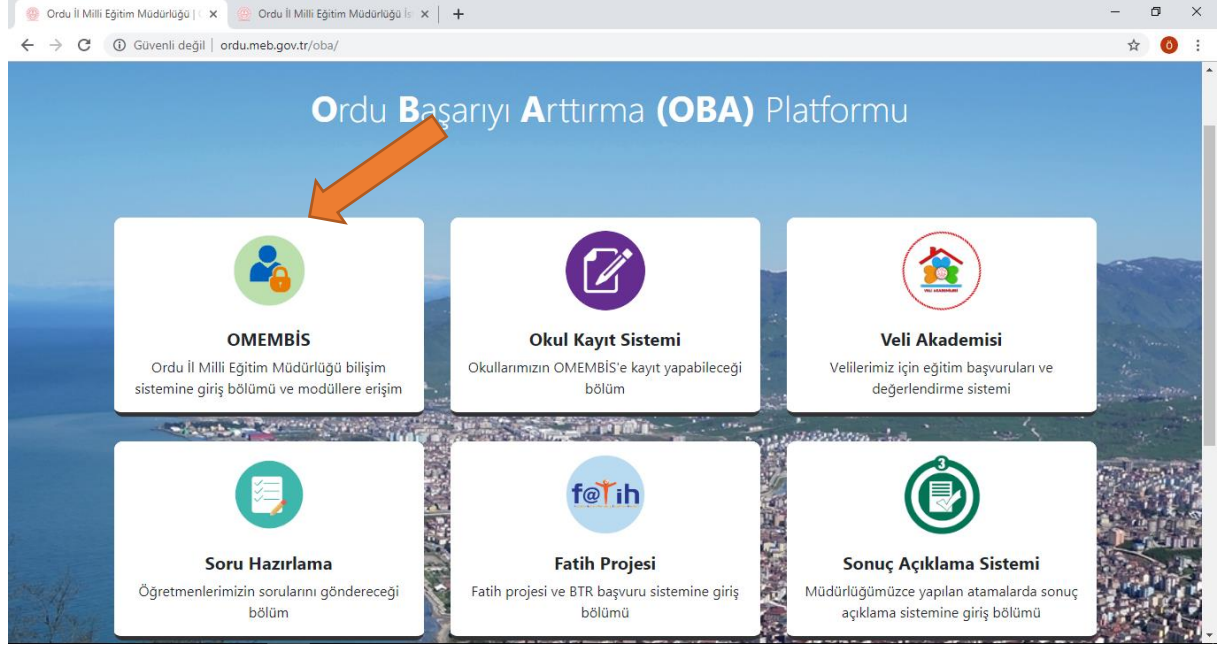 Ordu İl Milli Eğitim Müdürlüğü |
Ordu İl Milli Eğitim Müdürlüğü İs
Güvenli değil | ordu.meb.gov.tr/oba/
ö
Ordu Başarıyı Arttırma (OBA) Platformu
OMEMBİS
Ordu İl Milli Eğitim Müdürlüğü bilişim
sistemine giriş bölümü ve modüllere erişim
Okul Kayıt Sistemi
Okullarımızın OMEMBİS'e kayıt yapabileceği
bölüm
VELİ AKADEMİLERİ
Veli Akademisi
Velilerimiz için eğitim başvuruları ve
değerlendirme sistemi
Soru Hazırlama
Öğretmenlerimizin sorularını göndereceği
bölüm
f@tih
Fatih Projesi
Fatih projesi ve BTR başvuru sistemine giriş
bölümü
3
Sonuç Açıklama Sistemi
Müdürlüğümüzce yapılan atamalarda sonuç
açıklama sistemine giriş bölümü